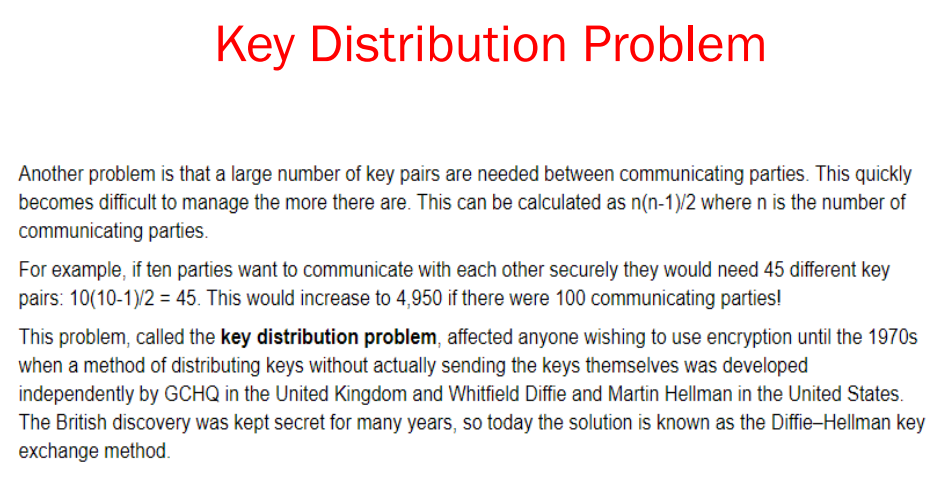 Key Distribution Problem
Another problem is that a large number of key pairs are needed between communicating parties. This quickly
becomes difficult to manage the more there are. This can be calculated as n(n-1)/2 where n is the number of
communicating parties.
For example, if ten parties want to communicate with each other securely they would need 45 different key
pairs: 10(10-1)/2 = 45. This would increase to 4,950 if there were 100 communicating parties!
This problem, called the key distribution problem, affected anyone wishing to use encryption until the 1970s
when a method of distributing keys without actually sending the keys themselves was developed
independently by GCHQ in the United Kingdom and Whitfield Diffie and Martin Hellman in the United States.
The British discovery was kept secret for many years, so today the solution is known as the Diffie–Hellman key
exchange method.